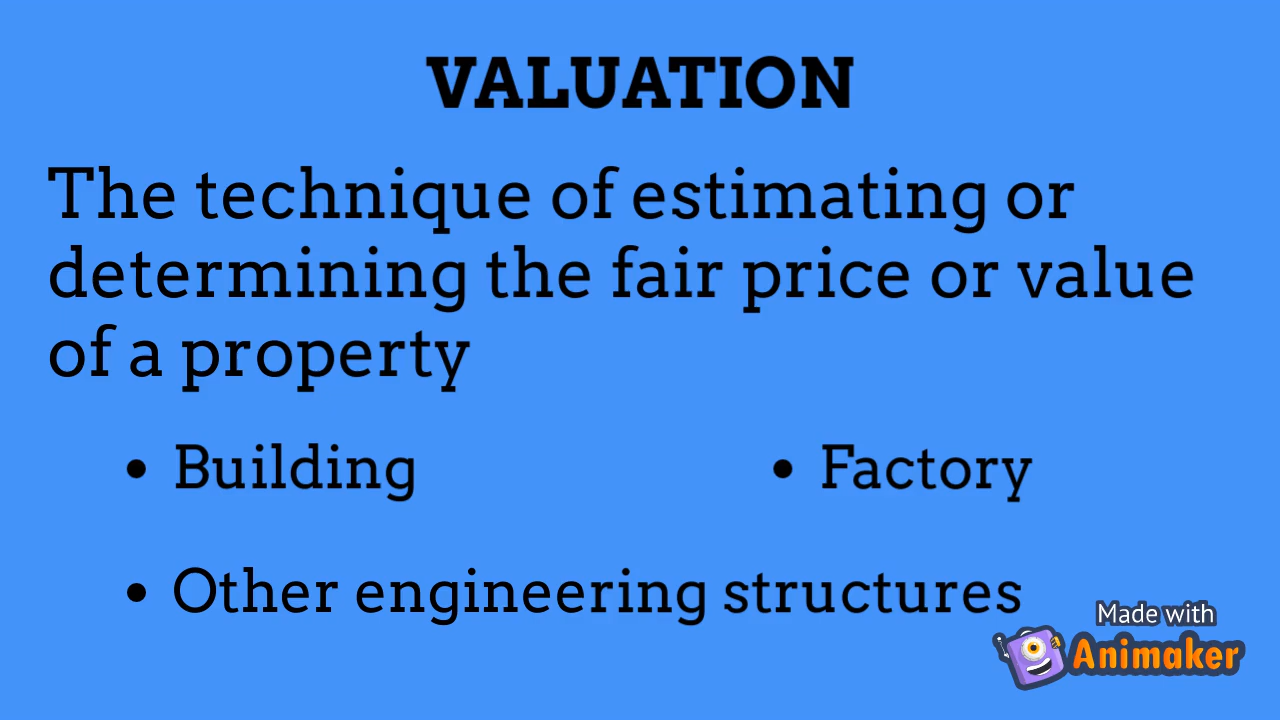 VALUATION
The technique of estimating or
determining the fair price or value
of a property
• Building
• Factory
• Other engineering structures
Made with
Animaker